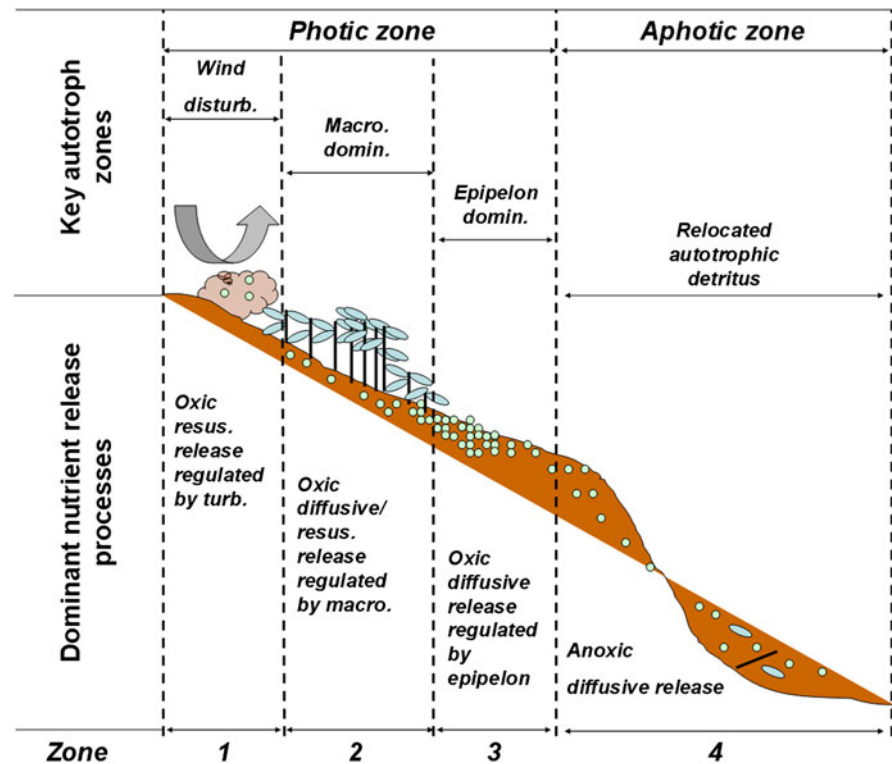 Photic zone
Aphotic zone
Key autotroph
zones
Wind
disturb.
Macro.
domin.
Epipelon
domin.
Relocated
autotrophic
detritus
Dominant nutrient release
processes
Oxic
resus.
release
regulated
by turb.
Oxic
diffusive/
resus.
release
regulated
by macro.
Oxic
diffusive
release
regulated
by
epipelon
Anoxic
diffusive release
Zone
1
2
3
4